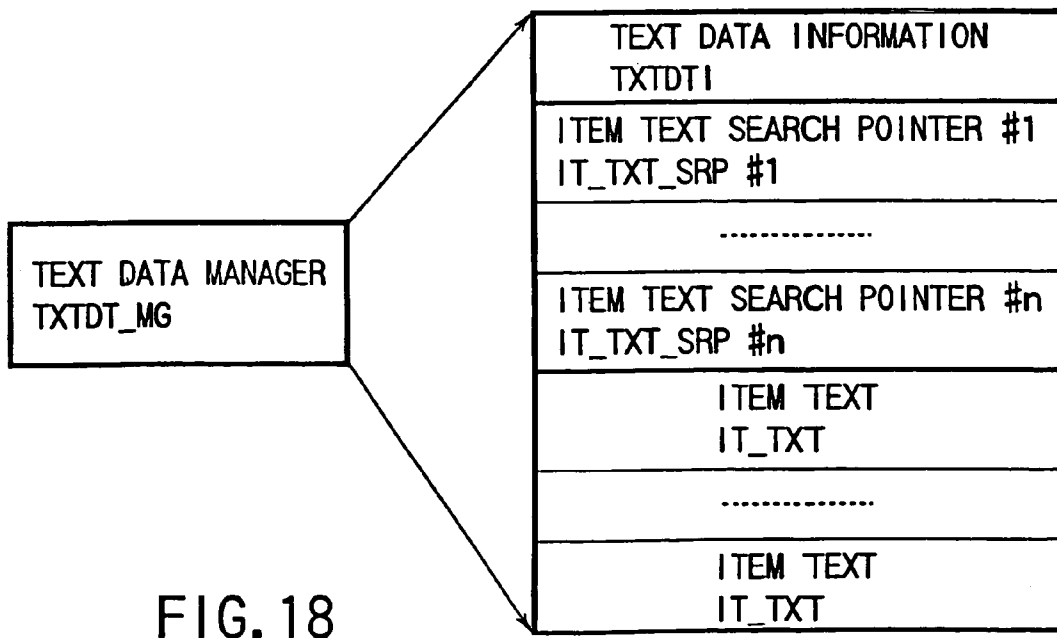 TEXT DATA MANAGER
TXTDT_MG
TEXT DATA INFORMATION
TXTDTI
ITEM TEXT SEARCH POINTER #1
IT_TXT_SRP #1
ITEM TEXT SEARCH POINTER #n
IT_TXT_SRP #n
ITEM TEXT
IT_TXT
ITEM TEXT
IT_TXT
FIG. 18